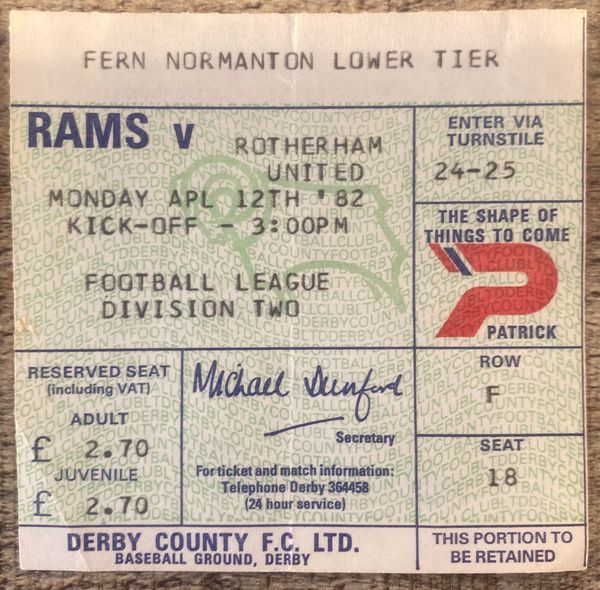 FERN NORMANTON LOWER TIER
RAMS v ROTHERHAM
UNITED
MONDAY APL 12TH '82
KICK-OFF - 3:00PM
FOOTBALL LEAGUE
DIVISION TWO
ENTER VIA
TURNSTILE
24-25
THE SHAPE OF
THINGS TO COME
PATRICK
RESERVED SEAT
(including VAT)
ADULT
£ 2.70
JUVENILE
£ 2.70
Michael Dunford
Secretary
For ticket and match information:
Telephone Derby 364458
(24 hour service)
ROW
F
SEAT
18
DERBY COUNTY F.C. LTD.
BASEBALL GROUND, DERBY
THIS PORTION TO
BE RETAINED